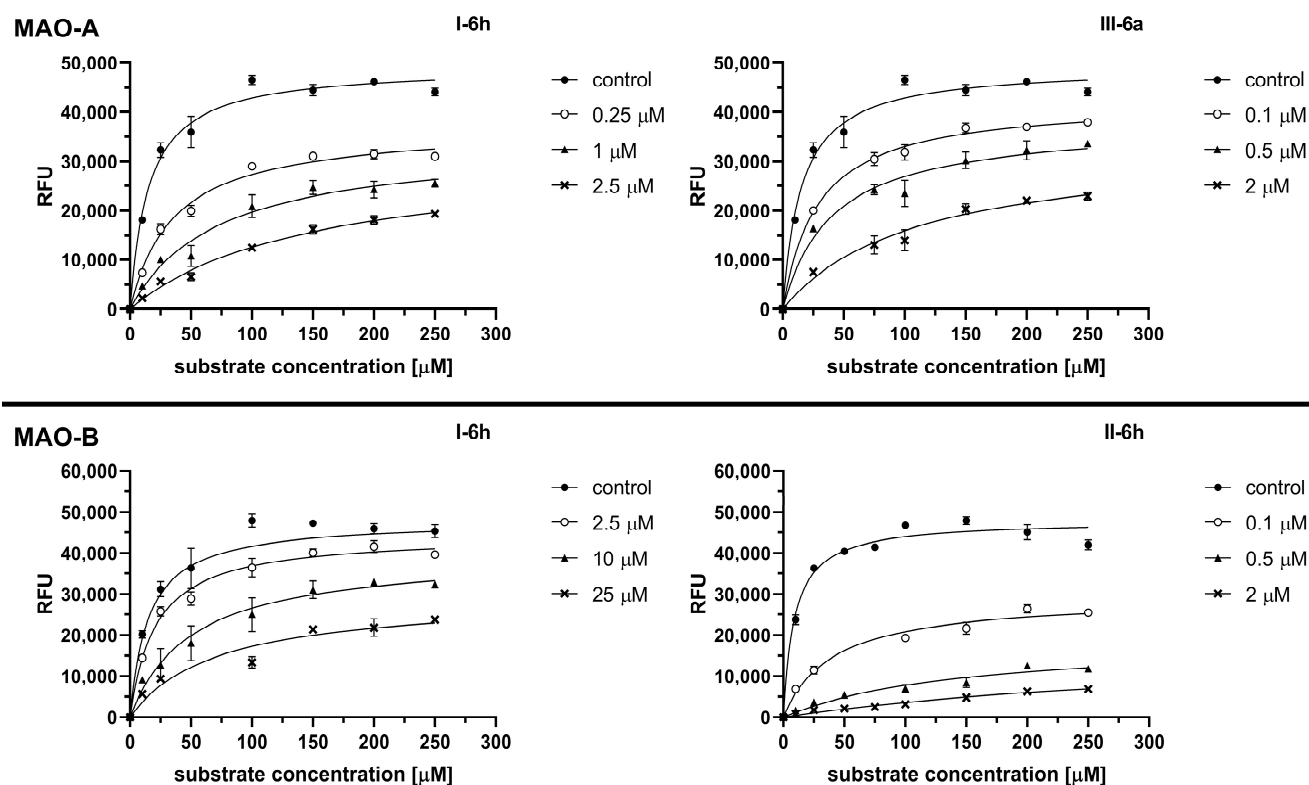 MAO-A
I-6h
III-6a
50,000
40,000
30,000
20,000
10,000
0
RFU
0 50 100 150 200 250 300
substrate concentration [μM]
control
0.25 μM
1 μM
2.5 μM
50,000
40,000
30,000
20,000
10,000
0
RFU
0 50 100 150 200 250 300
substrate concentration [μM]
control
0.1 μM
0.5 μM
2 μM
MAO-B
I-6h
II-6h
60,000
50,000
40,000
30,000
20,000
10,000
0
RFU
0 50 100 150 200 250 300
substrate concentration [μM]
control
2.5 μM
10 μM
25 μM
60,000
50,000
40,000
30,000
20,000
10,000
0
RFU
0 50 100 150 200 250 300
substrate concentration [μM]
control
0.1 μM
0.5 μM
2 μM